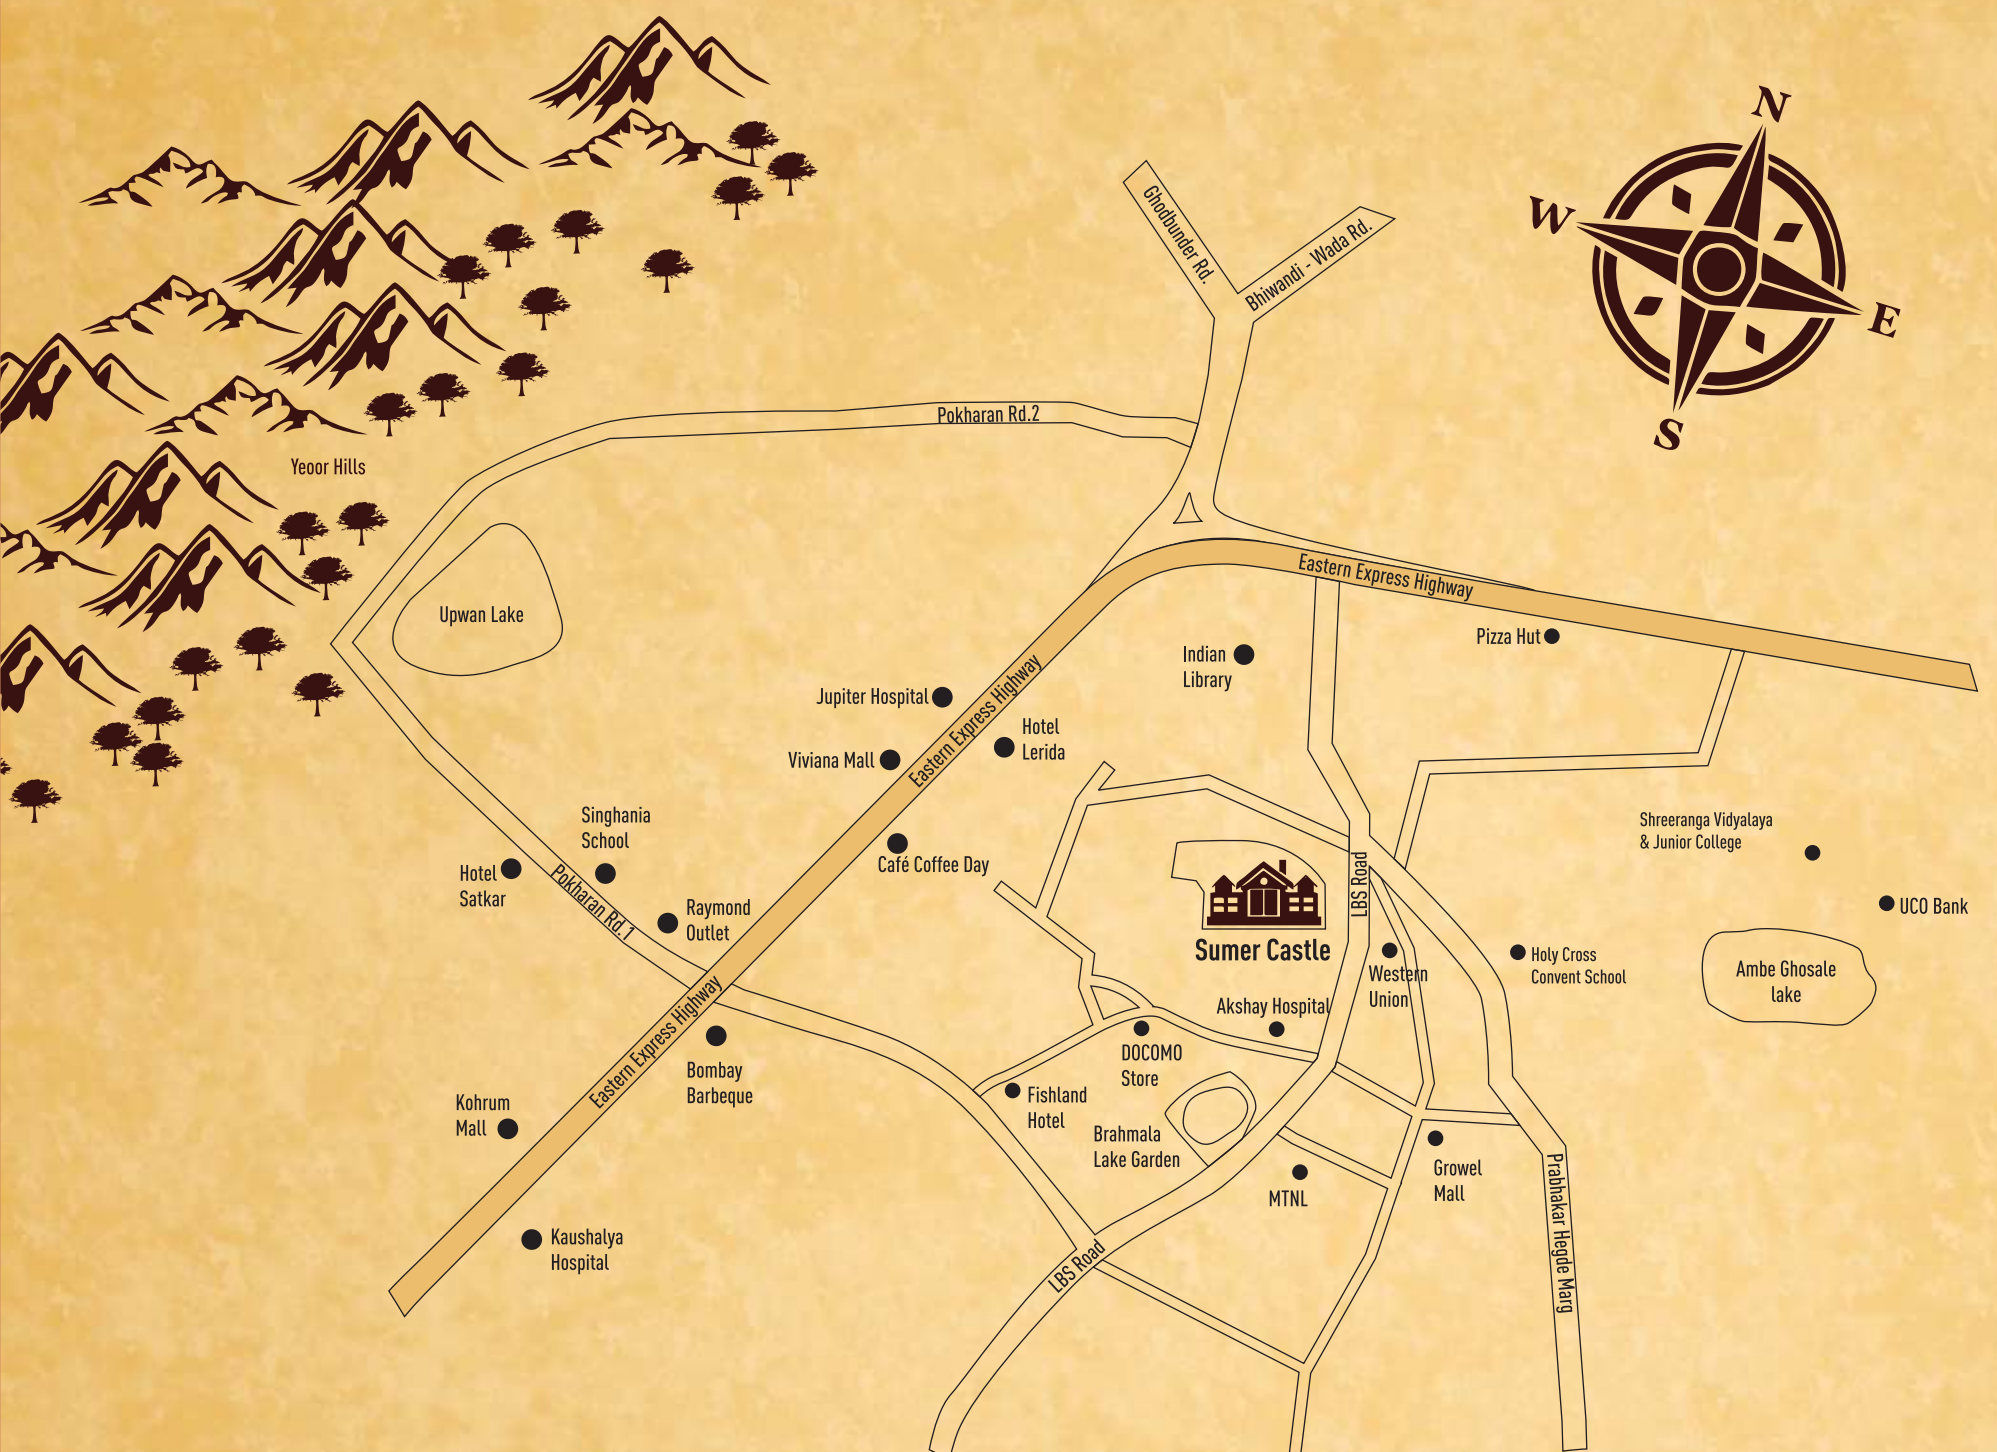 N
W
E
S
Ghodbunder Rd.
Bhiwandi - Wada Rd.
Pokharan Rd.2
Yeoor Hills
Upwan Lake
Eastern Express Highway
Pizza Hut
Indian
Library
Jupiter Hospital
Eastern Express Highway
Hotel
Lerida
Viviana Mall
Singhania
School
Café Coffee Day
Hotel
Satkar
Pokharan Rd.1
Raymond
Outlet
Shreeranga Vidyalaya
& Junior College
UCO Bank
LBS Road
Sumer Castle
Western
Union
Holy Cross
Convent School
Ambe Ghosale
lake
Eastern Express Highway
Akshay Hospital
DOCOMO
Store
Bombay
Barbeque
Fishland
Hotel
Kohrum
Mall
Brahmala
Lake Garden
MTNL
Growel
Mall
Prabhakar Hegde Marg
Kaushalya
Hospital
LBS Road